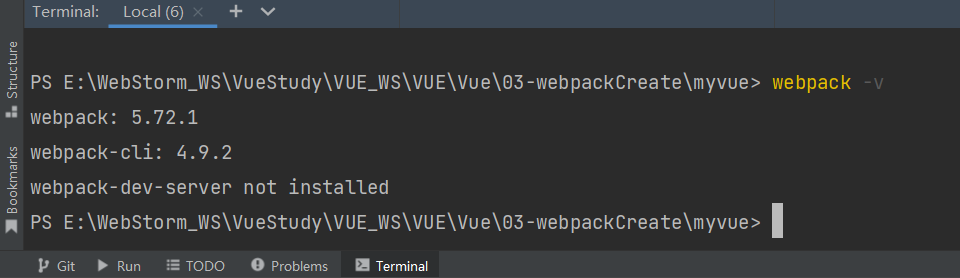 Terminal: Local (6) × +
Structure
Bookmarks
PS E:\WebStorm_WS\VueStudy\VUE_WS\VUE\Vue\03-webpackCreate\myvue> webpack -v
webpack: 5.72.1
webpack-cli: 4.9.2
webpack-dev-server not installed
PS E:\WebStorm_WS\VueStudy\VUE_WS\VUE\Vue\03-webpackCreate\myvue>
Git Run TODO Problems Terminal